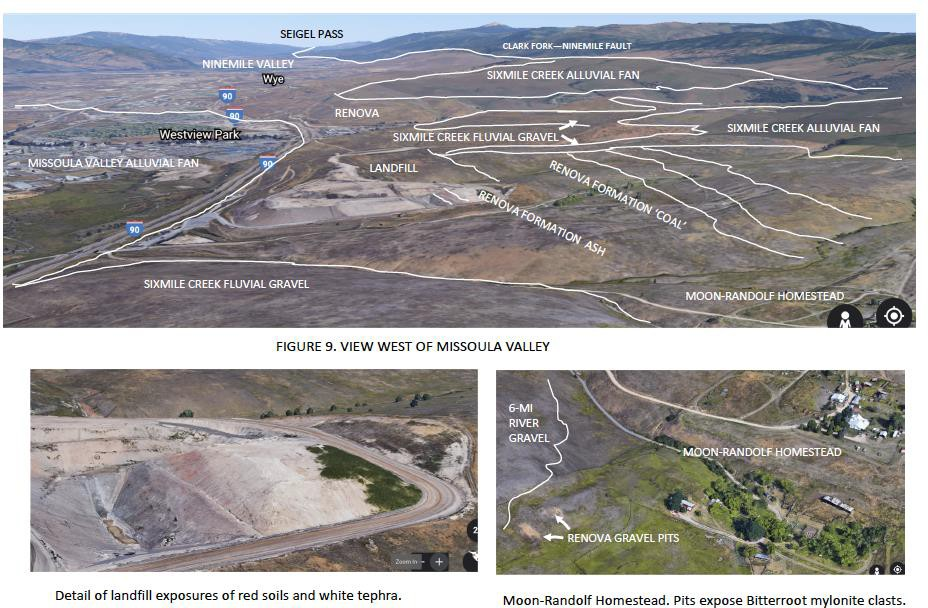 SEIGEL PASS
CLARK FORK—NINEMILE FAULT
NINEMILE VALLEY
Wye
SIXMILE CREEK ALLUVIAL FAN
90
90
RENOVA
Westview Park
SIXMILE CREEK FLUVIAL GRAVEL
SIXMILE CREEK ALLUVIAL FAN
MISSOULA VALLEY ALLUVIAL FAN
90
LANDFILL
RENOVA FORMATION 'COAL'
RENOVA FORMATION ASH
90
SIXMILE CREEK FLUVIAL GRAVEL
MOON-RANDOLF HOMESTEAD
FIGURE 9. VIEW WEST OF MISSOULA VALLEY
6-MI
RIVER
GRAVEL
MOON-RANDOLF HOMESTEAD
RENOVA GRAVEL PITS
2
Zoom In - +
Detail of landfill exposures of red soils and white tephra.
Moon-Randolf Homestead. Pits expose Bitterroot mylonite clasts.